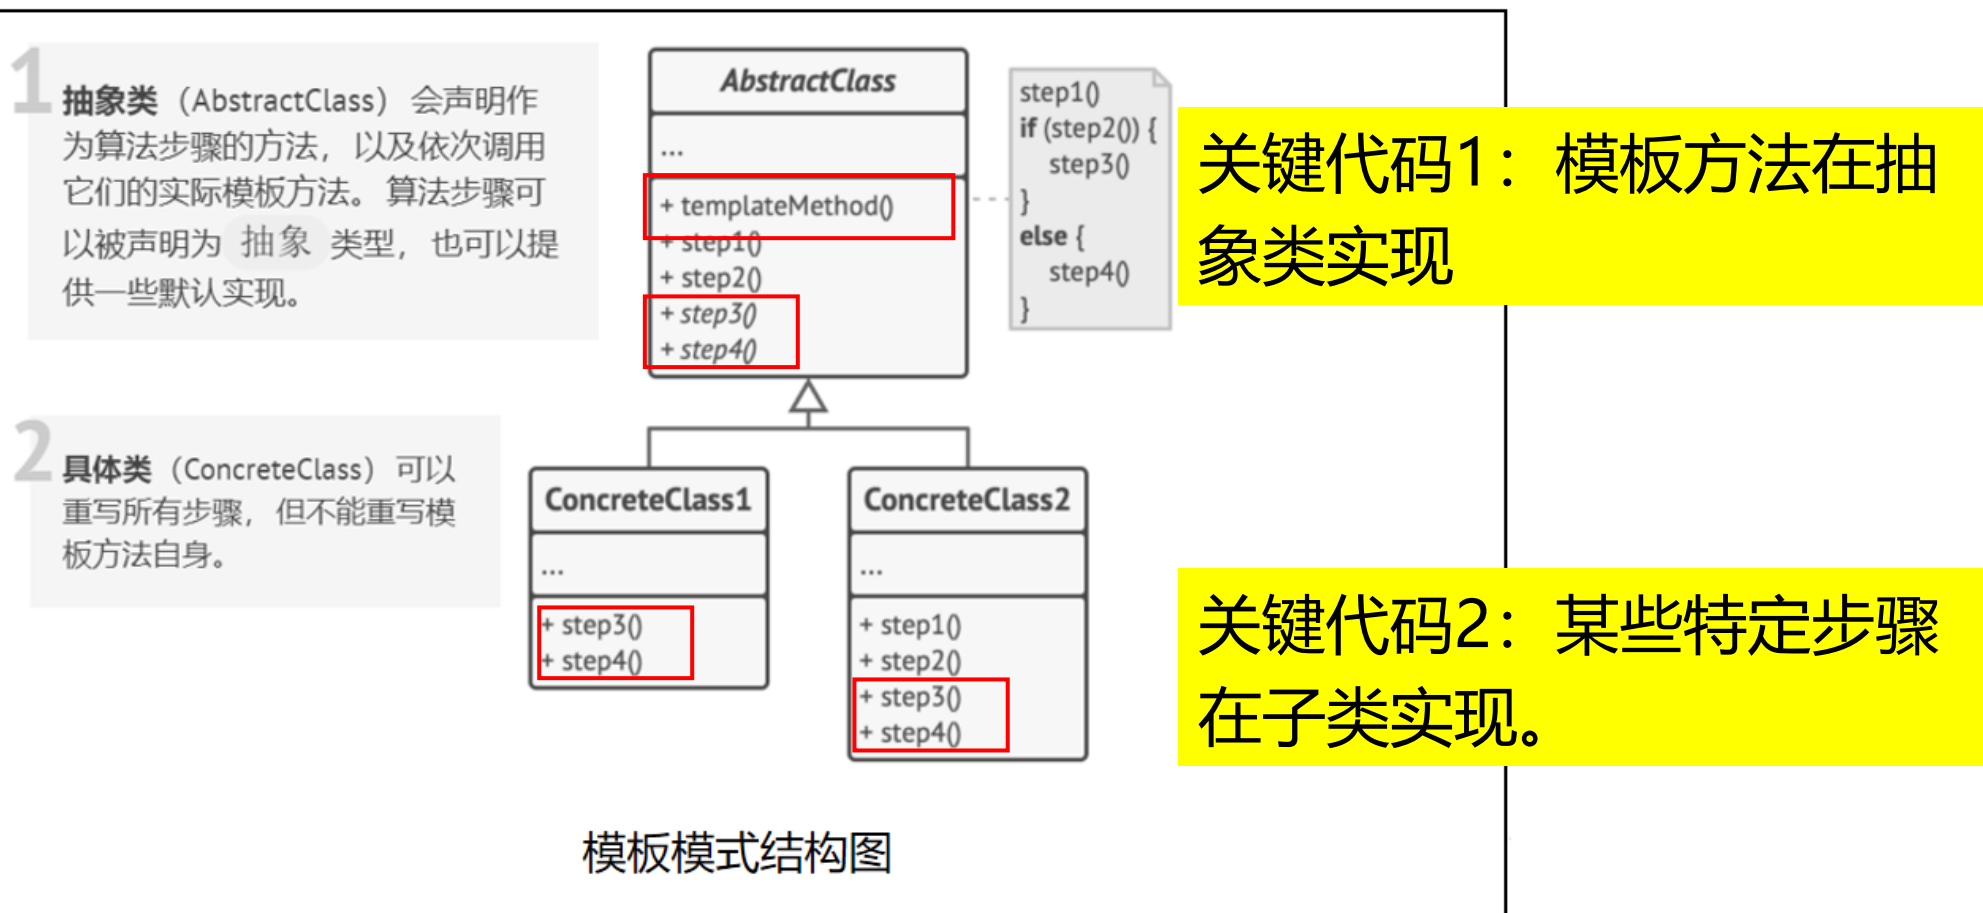 1
抽象类（AbstractClass）会声明作
为算法步骤的方法，以及依次调用
它们的实际模板方法。算法步骤可
以被声明为 抽象 类型，也可以提
供一些默认实现。
AbstractClass
...
+ templateMethod()
+ step1()
+ step2()
+ step3()
+ step4()
step1()
if (step2()) {
step3()
}
else {
step4()
}
关键代码1：模板方法在抽
象类实现
2
具体类（ConcreteClass）可以
重写所有步骤，但不能重写模
板方法自身。
ConcreteClass1
...
+ step3()
+ step4()
ConcreteClass2
...
+ step1()
+ step2()
+ step3()
+ step4()
关键代码2：某些特定步骤
在子类实现。
模板模式结构图